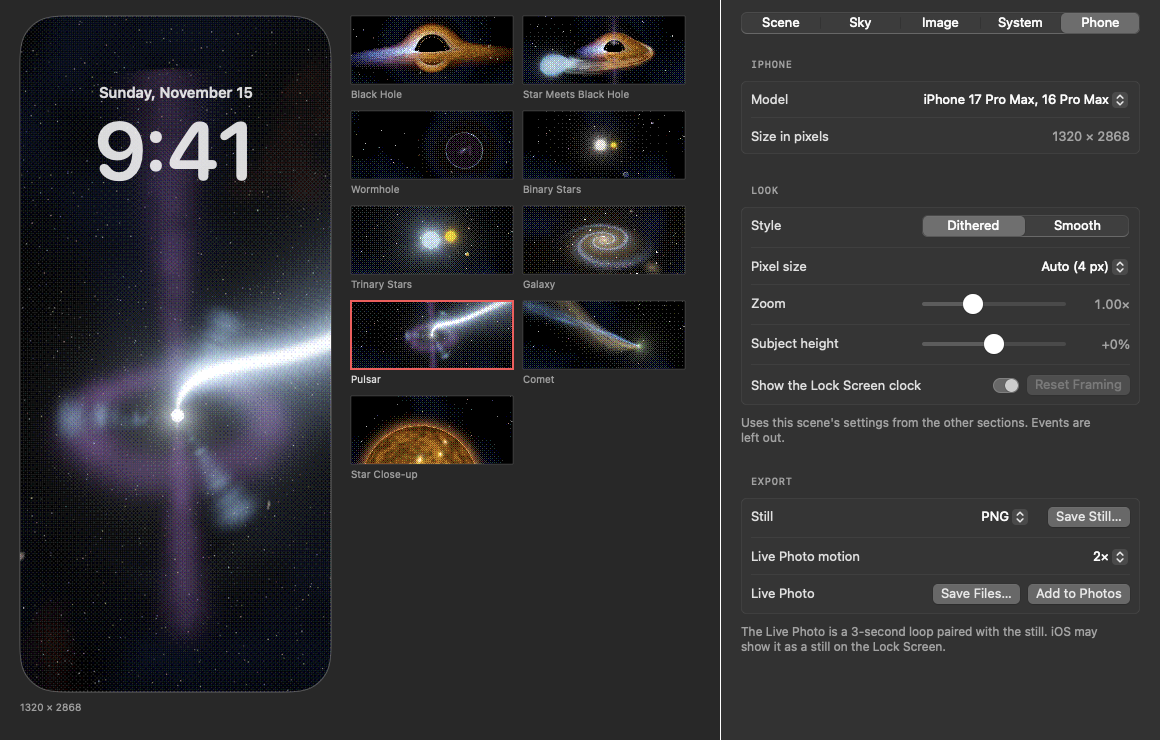 Sunday, November 15
9:41
1320 × 2868
Black Hole
Star Meets Black Hole
Wormhole
Binary Stars
Trinary Stars
Galaxy
Pulsar
Comet
Star Close-up
Scene
Sky
Image
System
Phone
IPHONE
Model
iPhone 17 Pro Max, 16 Pro Max
Size in pixels
1320 × 2868
LOOK
Style
Dithered
Smooth
Pixel size
Auto (4 px)
Zoom
1.00×
Subject height
+0%
Show the Lock Screen clock
Reset Framing
Uses this scene's settings from the other sections. Events are
left out.
EXPORT
Still
PNG
Save Still...
Live Photo motion
2×
Live Photo
Save Files...
Add to Photos
The Live Photo is a 3-second loop paired with the still. iOS may
show it as a still on the Lock Screen.